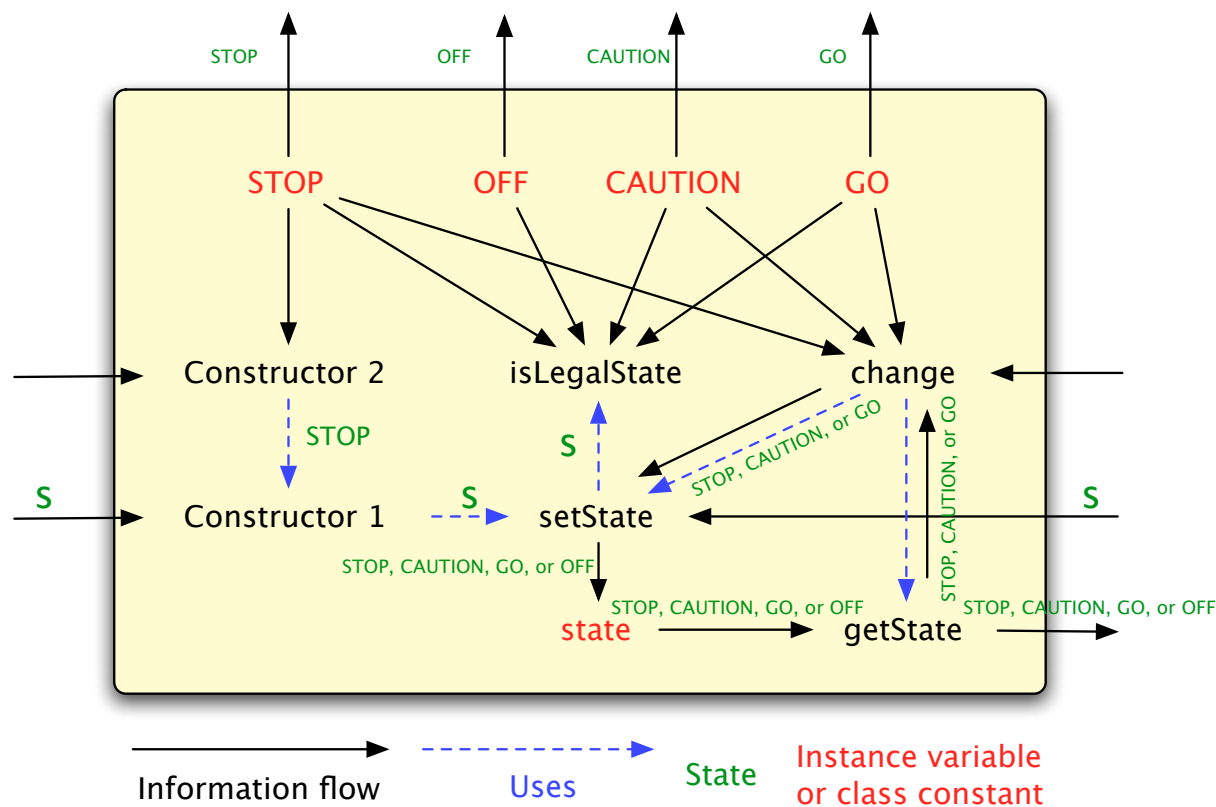 STOP OFF CAUTION GO
STOP OFF CAUTION GO
Constructor 2 isLegalState change
STOP
S
STOP, CAUTION, or GO
STOP, CAUTION, or GO
S Constructor 1 S setState S
STOP, CAUTION, GO, or OFF
STOP, CAUTION, GO, or OFF STOP, CAUTION, GO, or OFF
state getState
Information flow Uses State Instance variable
or class constant